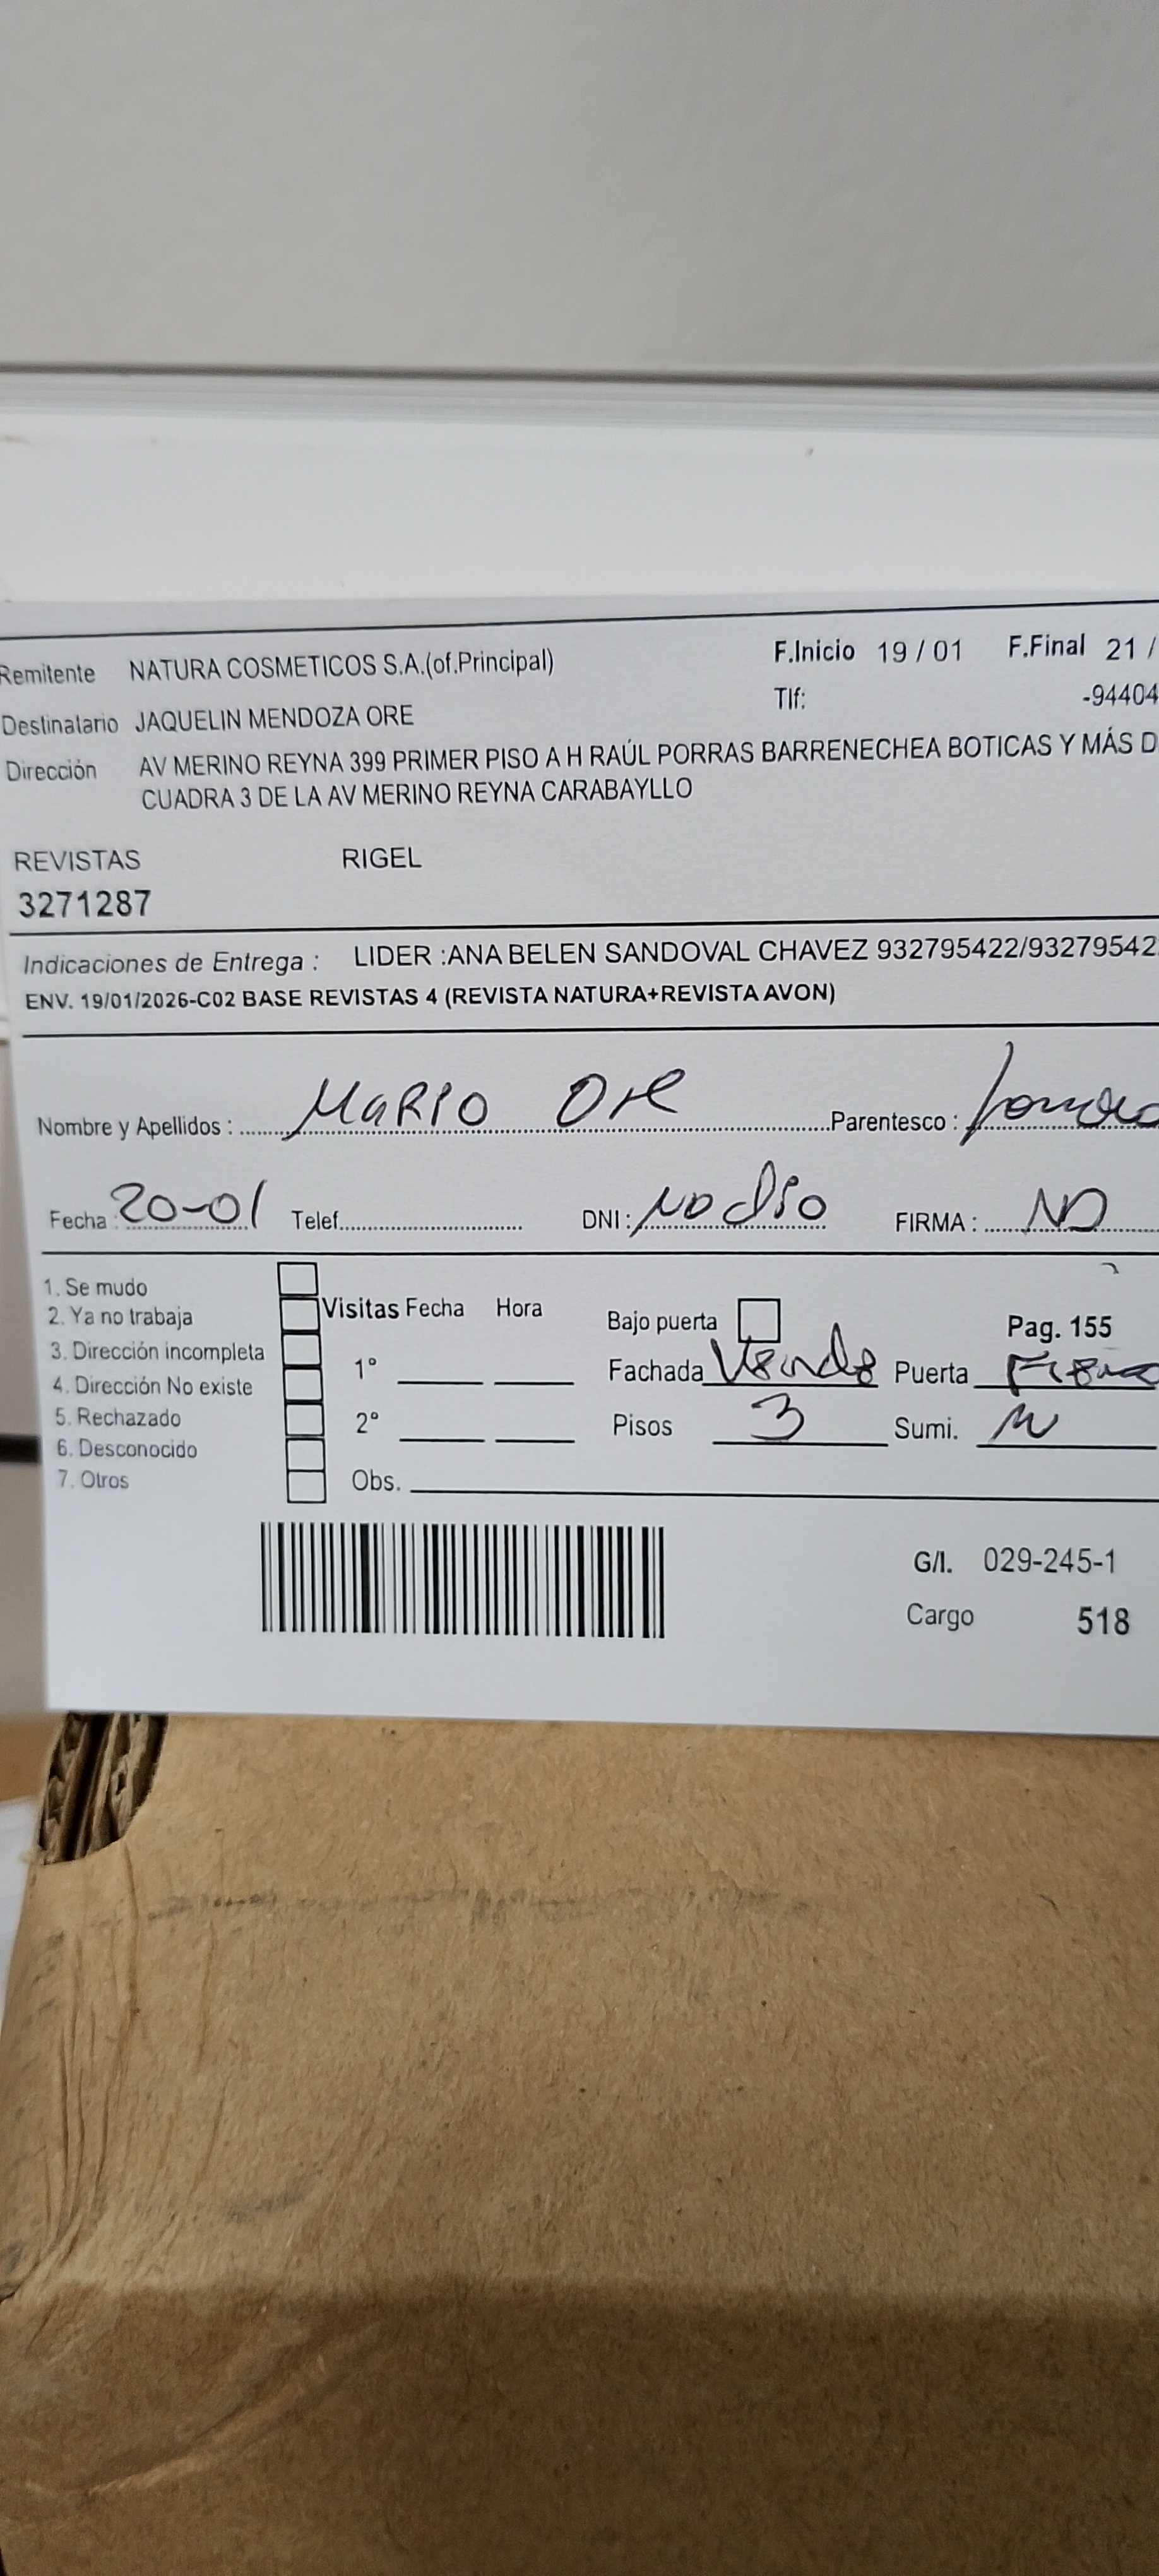 Remitente NATURA COSMETICOS S.A.(of.Principal) F.Inicio 19 / 01 F.Final 21 /
Destinatario JAQUELIN MENDOZA ORE Tlf: -94404
Dirección AV MERINO REYNA 399 PRIMER PISO A H RAÚL PORRAS BARRENECHEA BOTICAS Y MÁS D
CUADRA 3 DE LA AV MERINO REYNA CARABAYLLO
REVISTAS RIGEL
3271287
Indicaciones de Entrega : LIDER :ANA BELEN SANDOVAL CHAVEZ 932795422/93279542
ENV. 19/01/2026-C02 BASE REVISTAS 4 (REVISTA NATURA+REVISTA AVON)
Nombre y Apellidos : MaRIO Ore Parentesco :
Fecha : 20-01 Telef. DNI : NO dio FIRMA :
1. Se mudo
2. Ya no trabaja
3. Dirección incompleta
4. Dirección No existe
5. Rechazado
6. Desconocido
7. Otros
Visitas Fecha Hora
1°
2°
Obs.
Bajo puerta Pag. 155
Fachada Puerta
Pisos 3 Sumi.
G/I. 029-245-1
Cargo 518